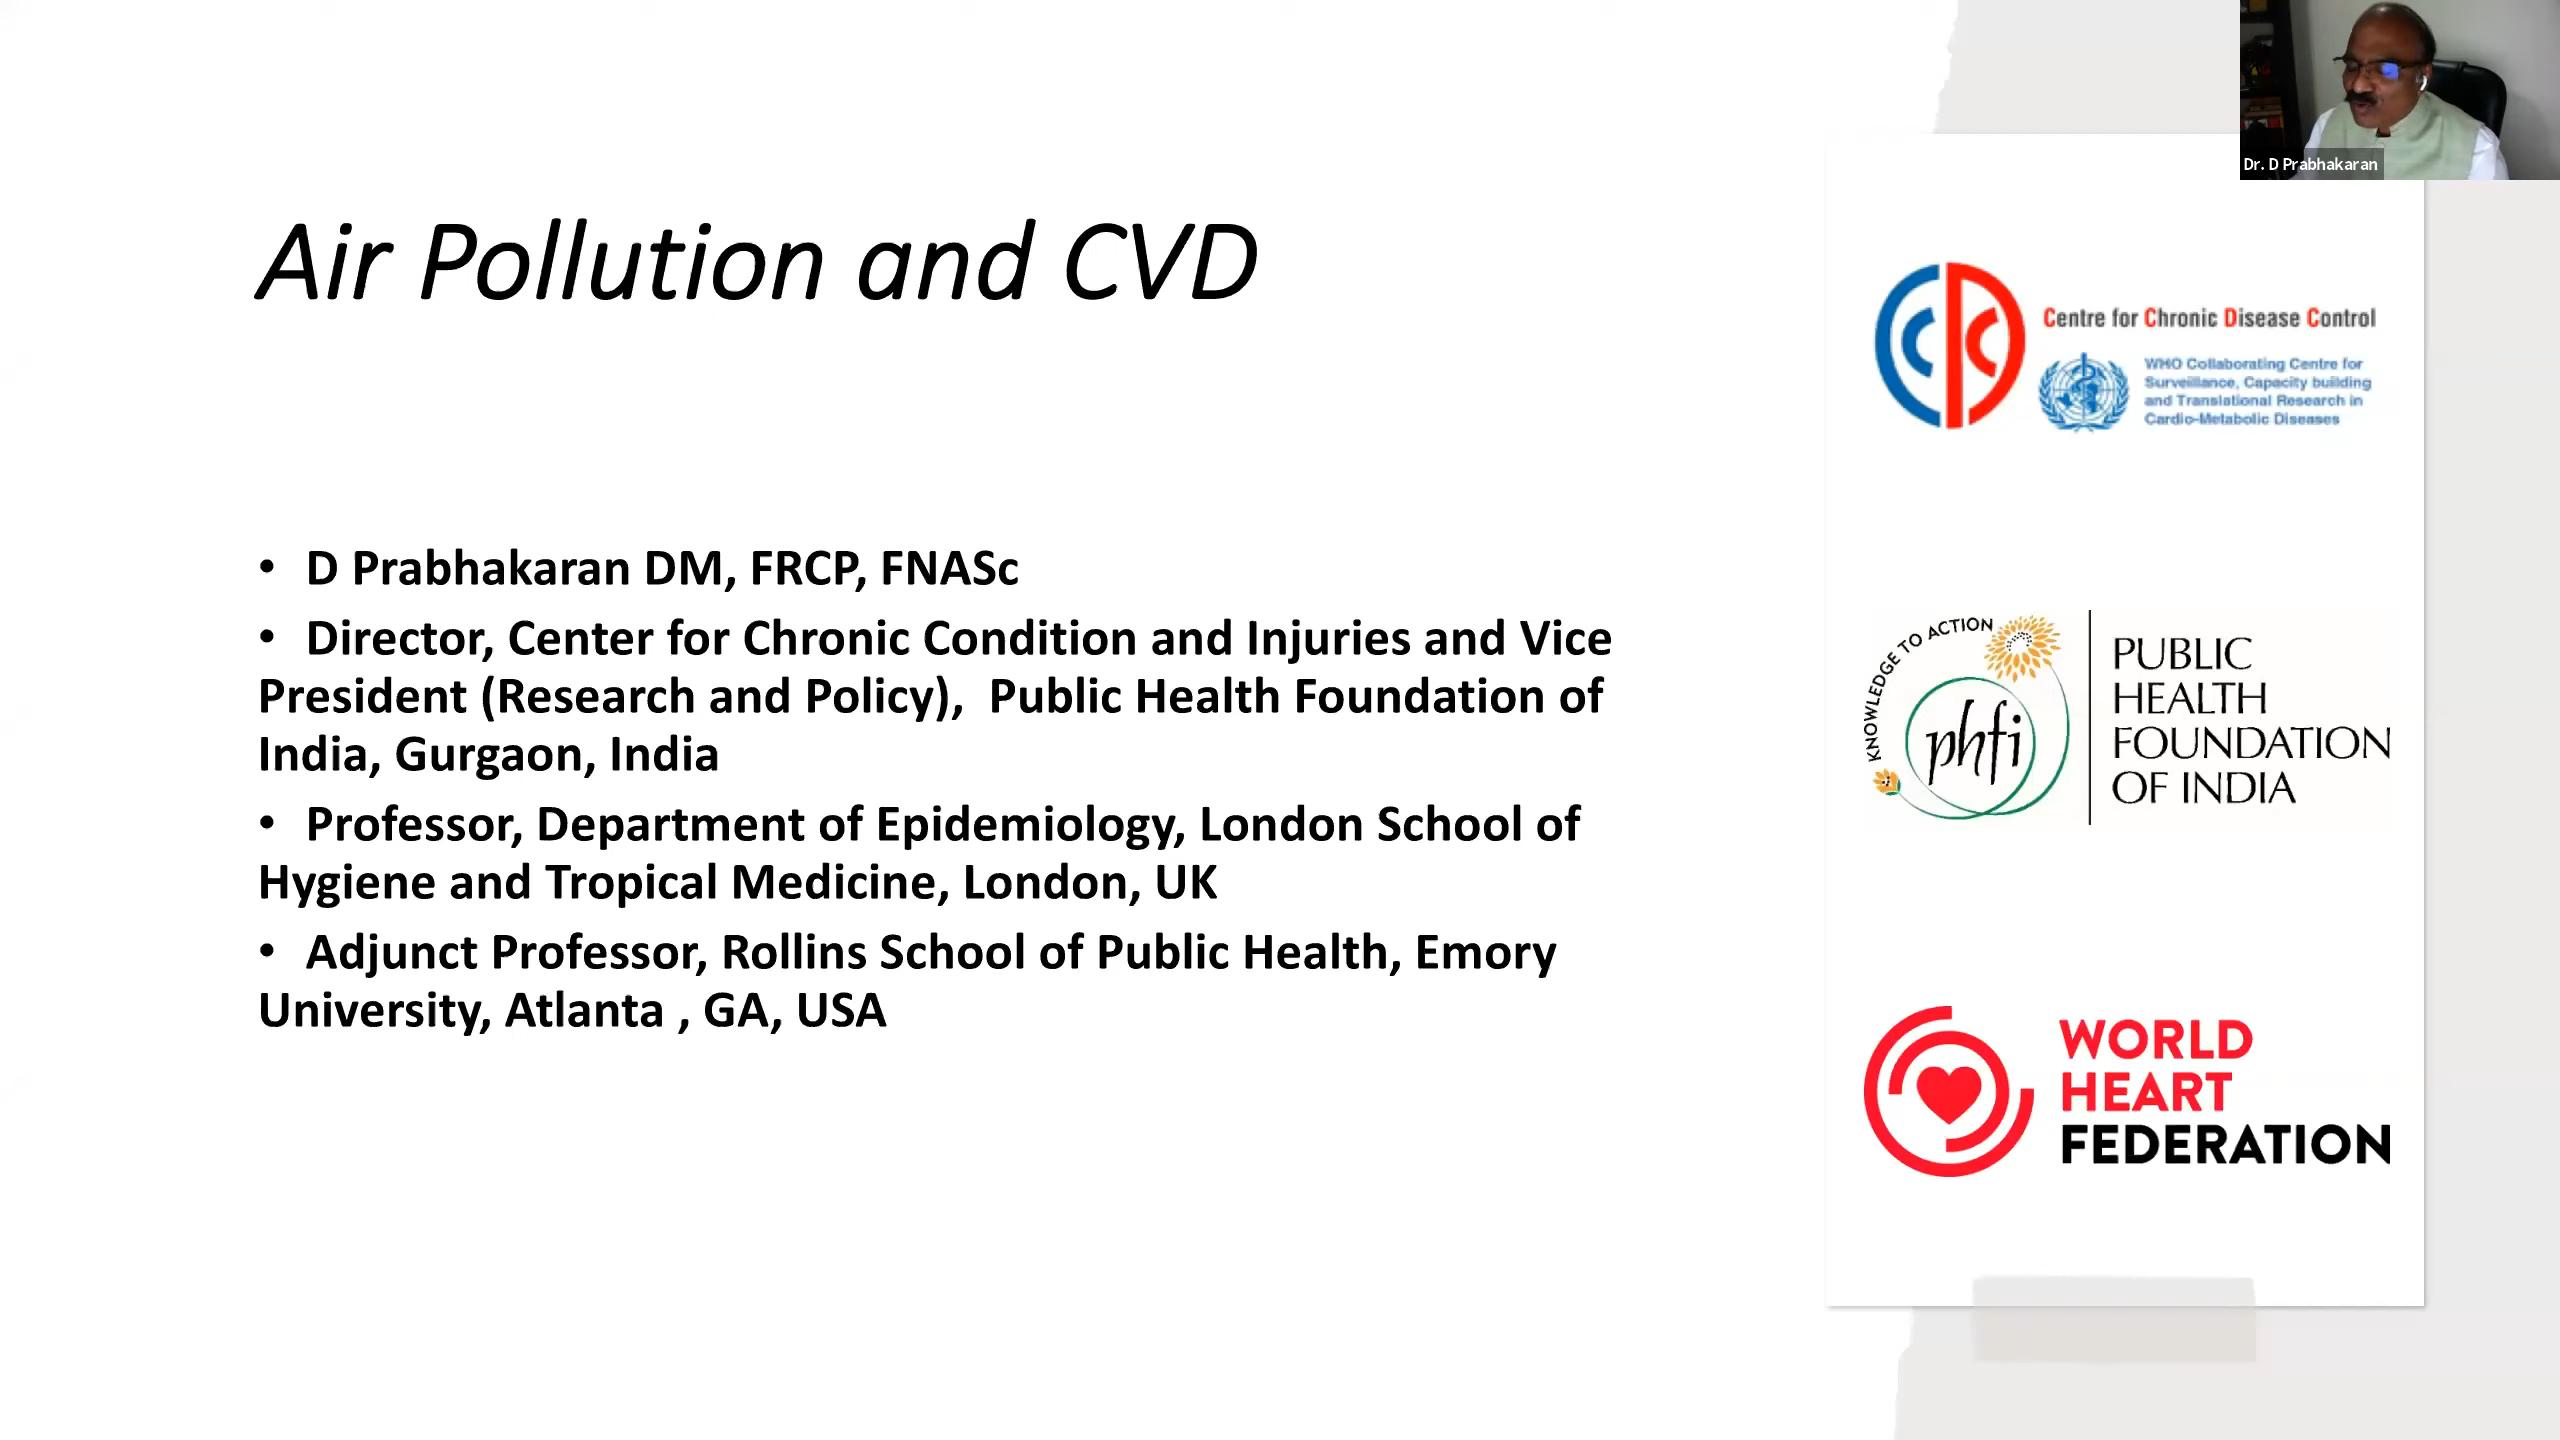 Dr. D Prabhakaran
Air Pollution and CVD
• D Prabhakaran DM, FRCP, FNASc
• Director, Center for Chronic Condition and Injuries and Vice
President (Research and Policy),  Public Health Foundation of
India, Gurgaon, India
• Professor, Department of Epidemiology, London School of
Hygiene and Tropical Medicine, London, UK
• Adjunct Professor, Rollins School of Public Health, Emory
University, Atlanta , GA, USA
Centre for Chronic Disease Control
WHO Collaborating Centre for
Surveillance, Capacity building
and Translational Research in
Cardio-Metabolic Diseases
KNOWLEDGE TO ACTION
phfi
PUBLIC
HEALTH
FOUNDATION
OF INDIA
WORLD
HEART
FEDERATION